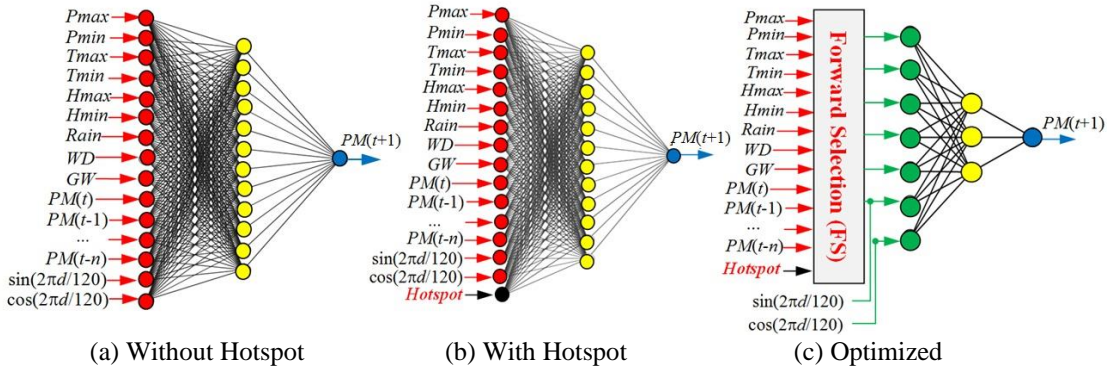 Pmax
Pmin
Tmax
Tmin
Hmax
Hmin
Rain
WD
GW
PM(t)
PM(t-1)
...
PM(t-n)
sin(2πd/120)
cos(2πd/120)
PM(t+1)
(a) Without Hotspot
Pmax
Pmin
Tmax
Tmin
Hmax
Hmin
Rain
WD
GW
PM(t)
PM(t-1)
...
PM(t-n)
sin(2πd/120)
cos(2πd/120)
Hotspot
PM(t+1)
(b) With Hotspot
Pmax
Pmin
Tmax
Tmin
Hmax
Hmin
Rain
WD
GW
PM(t)
PM(t-1)
...
PM(t-n)
Hotspot
Forward Selection (FS)
sin(2πd/120)
cos(2πd/120)
PM(t+1)
(c) Optimized